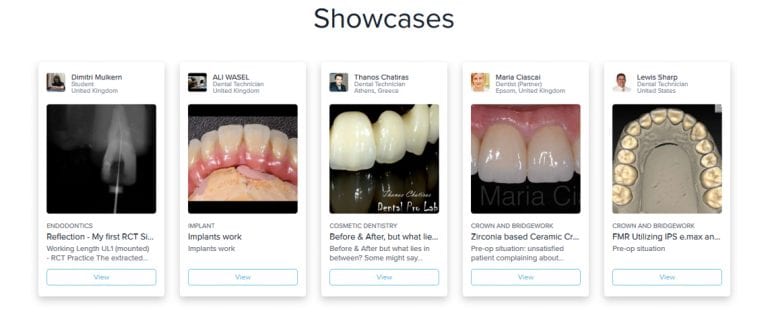 Showcases
Dimitri Mulkern
Student
United Kingdom
ENDODONTICS
Reflection - My first RCT Si...
Working Length UL1 (mounted)
- RCT Practice The extracted...
View
ALI WASEL
Dental Technician
United Kingdom
IMPLANT
Implants work
Implants work
View
Thanos Chatiras
Dental Technician
Athens, Greece
Thanos Chatiras
Dental Pro Lab
COSMETIC DENTISTRY
Before & After, but what lie...
Before & After but what lies in
between? Some might say...
View
Maria Ciascai
Dentist (Partner)
Epsom, United Kingdom
Maria Cia
CROWN AND BRIDGEWORK
Zirconia based Ceramic Cr...
Pre-op situation: unsatisfied
patient complaining about...
View
Lewis Sharp
Dental Technician
United States
CROWN AND BRIDGEWORK
FMR Utilizing IPS e.max an...
Pre-op situation
View